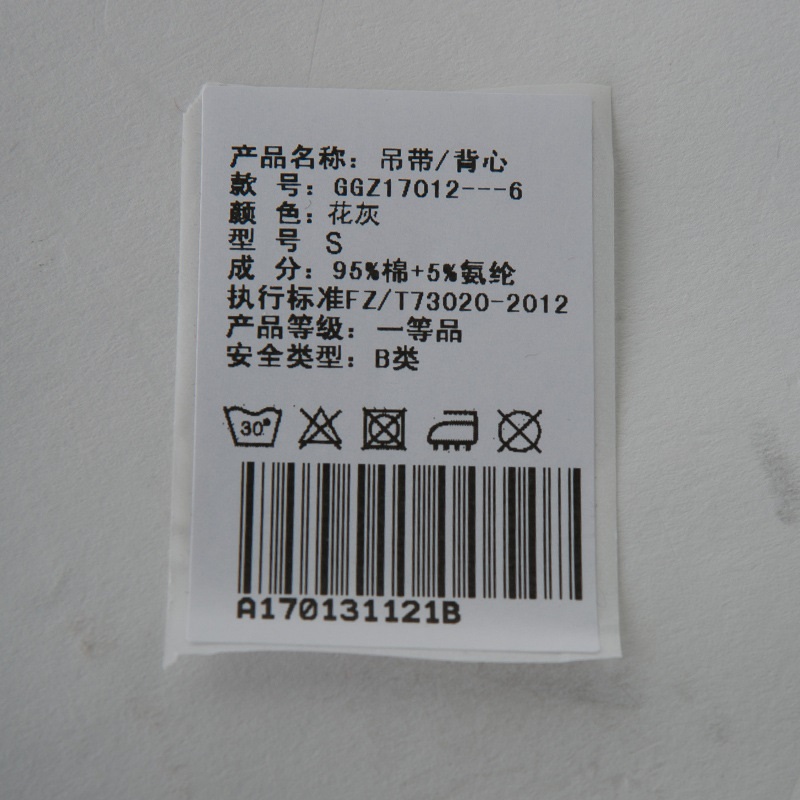 产品名称：吊带/背心
款 号：GGZ17012---6
颜 色：花灰
型 号 S
成 分：95%棉+5%氨纶
执行标准FZ/T73020-2012
产品等级：一等品
安全类型：B类
30°
A170131121B